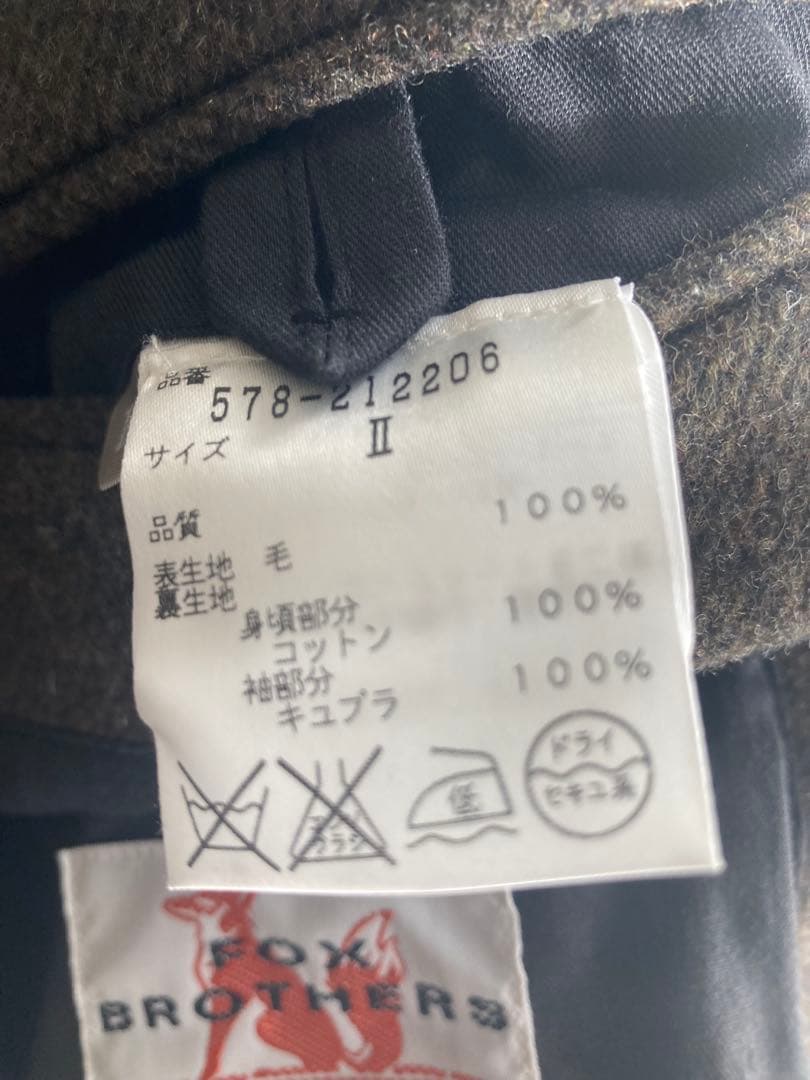 品番 578-212206
サイズ II
品質
表生地 毛 100%
裏生地
身頃部分
コットン 100%
袖部分
キュプラ 100%
低
ドライ
セキユ系
FOX
BROTHERS